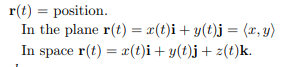 r(t) = position.
In the plane r(t) = x(t)i + y(t)j = ⟨x, y⟩
In space r(t) = x(t)i + y(t)j + z(t)k.